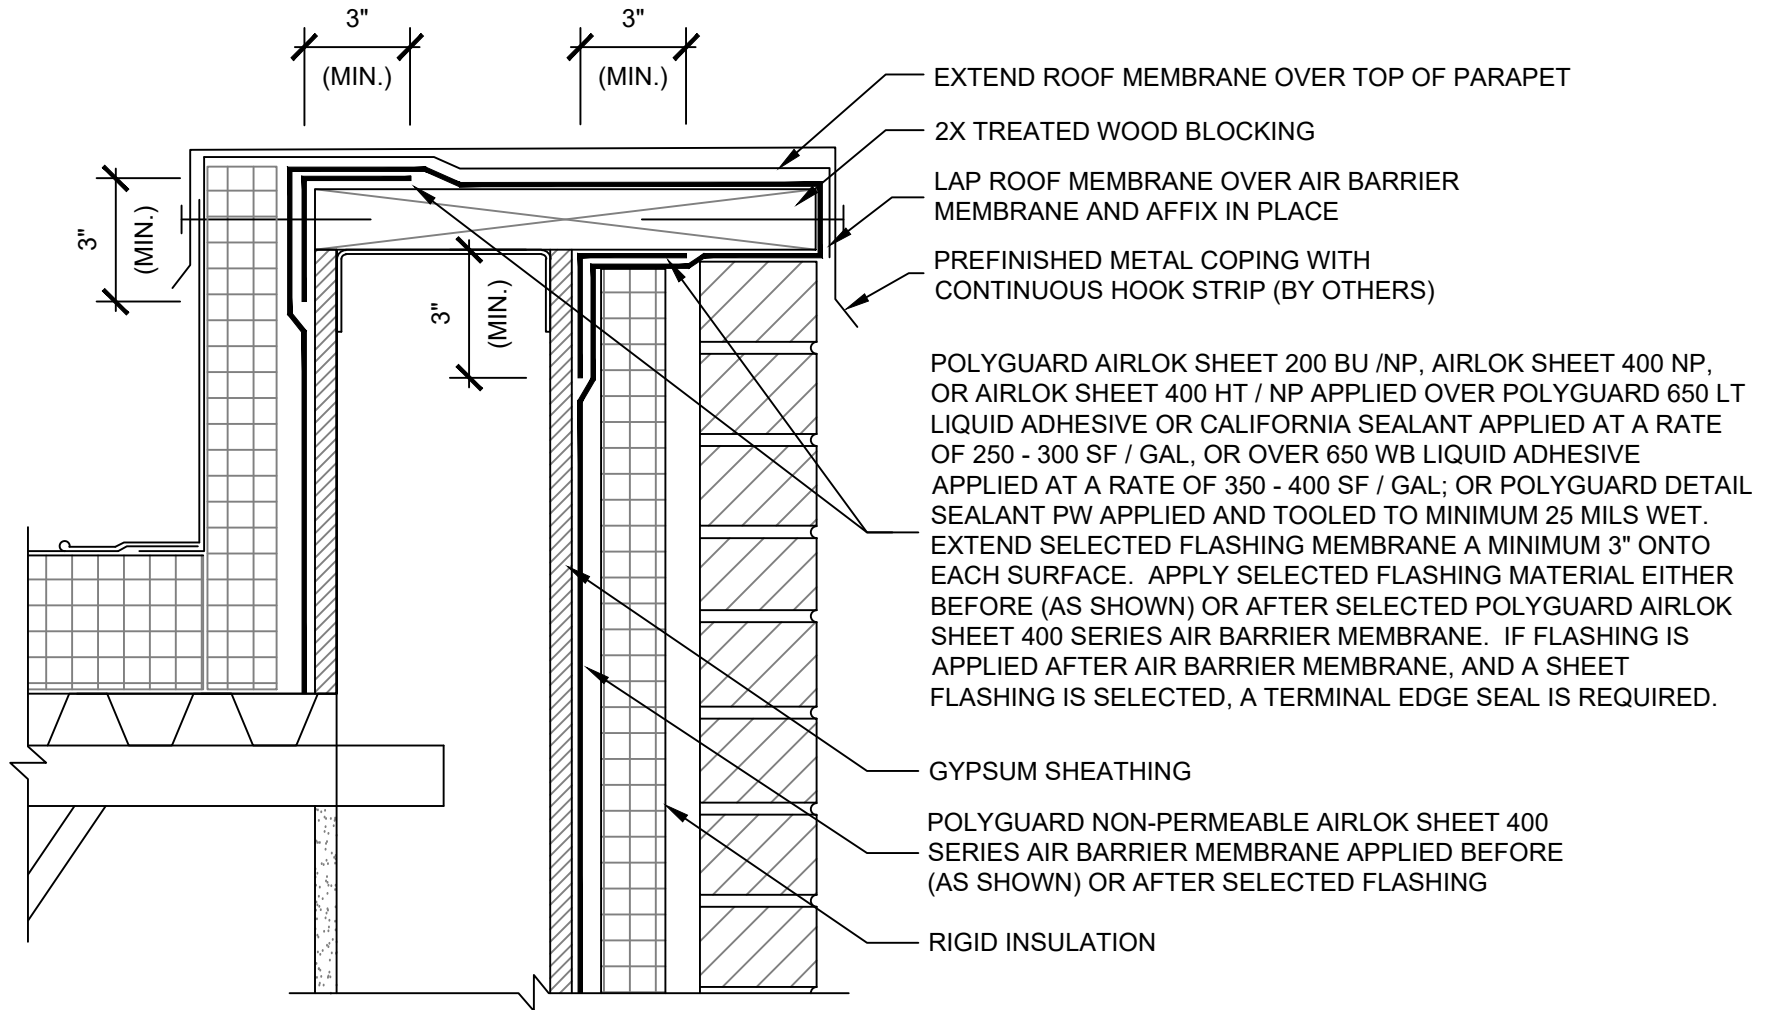 3"
(MIN.)
3"
(MIN.)
3"
(MIN.)
3"
(MIN.)
EXTEND ROOF MEMBRANE OVER TOP OF PARAPET
2X TREATED WOOD BLOCKING
LAP ROOF MEMBRANE OVER AIR BARRIER
MEMBRANE AND AFFIX IN PLACE
PREFINISHED METAL COPING WITH
CONTINUOUS HOOK STRIP (BY OTHERS)
POLYGUARD AIRLOK SHEET 200 BU /NP, AIRLOK SHEET 400 NP,
OR AIRLOK SHEET 400 HT / NP APPLIED OVER POLYGUARD 650 LT
LIQUID ADHESIVE OR CALIFORNIA SEALANT APPLIED AT A RATE
OF 250 - 300 SF / GAL, OR OVER 650 WB LIQUID ADHESIVE
APPLIED AT A RATE OF 350 - 400 SF / GAL; OR POLYGUARD DETAIL
SEALANT PW APPLIED AND TOOLED TO MINIMUM 25 MILS WET.
EXTEND SELECTED FLASHING MEMBRANE A MINIMUM 3" ONTO
EACH SURFACE. APPLY SELECTED FLASHING MATERIAL EITHER
BEFORE (AS SHOWN) OR AFTER SELECTED POLYGUARD AIRLOK
SHEET 400 SERIES AIR BARRIER MEMBRANE. IF FLASHING IS
APPLIED AFTER AIR BARRIER MEMBRANE, AND A SHEET
FLASHING IS SELECTED, A TERMINAL EDGE SEAL IS REQUIRED.
GYPSUM SHEATHING
POLYGUARD NON-PERMEABLE AIRLOK SHEET 400
SERIES AIR BARRIER MEMBRANE APPLIED BEFORE
(AS SHOWN) OR AFTER SELECTED FLASHING
RIGID INSULATION